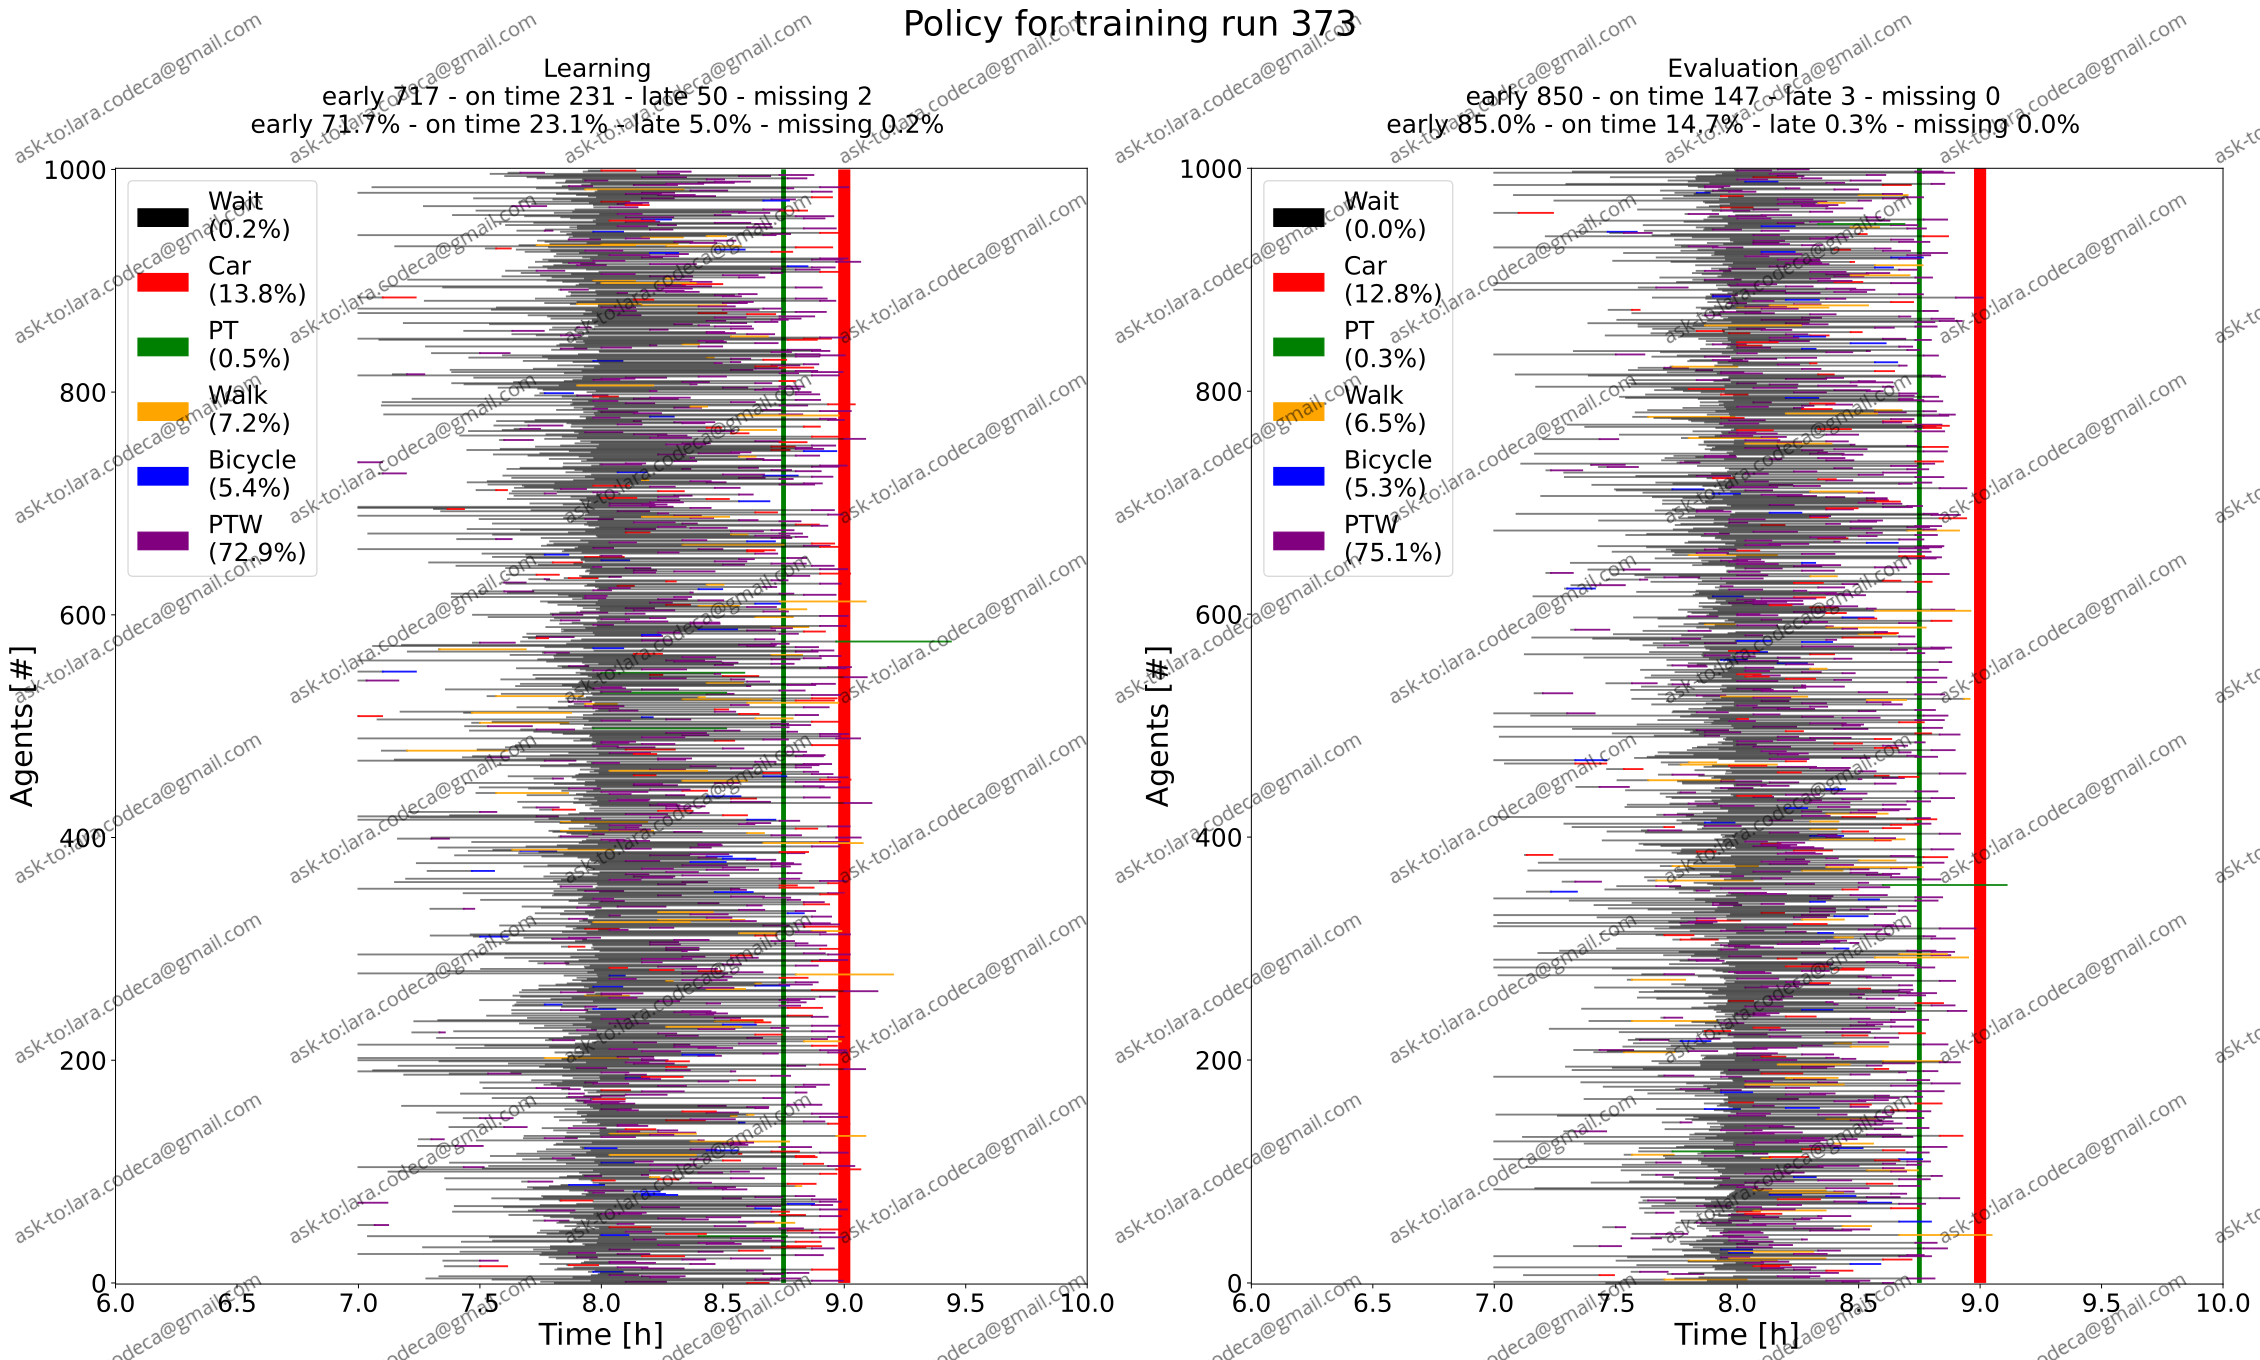 Policy for training run 373
Learning
early 717 - on time 231 - late 50 - missing 2
early 71.7% - on time 23.1% - late 5.0% - missing 0.2%
Evaluation
early 850 - on time 147 - late 3 - missing 0
early 85.0% - on time 14.7% - late 0.3% - missing 0.0%
Wait
(0.2%)
Car
(13.8%)
PT
(0.5%)
Walk
(7.2%)
Bicycle
(5.4%)
PTW
(72.9%)
Wait
(0.0%)
Car
(12.8%)
PT
(0.3%)
Walk
(6.5%)
Bicycle
(5.3%)
PTW
(75.1%)
Agents [#]
1000
800
600
400
200
0
6.0 6.5 7.0 7.5 8.0 8.5 9.0 9.5 10.0
Time [h]
Agents [#]
1000
800
600
400
200
0
6.0 6.5 7.0 7.5 8.0 8.5 9.0 9.5 10.0
Time [h]
ask-to:lara.codeca@gmail.com